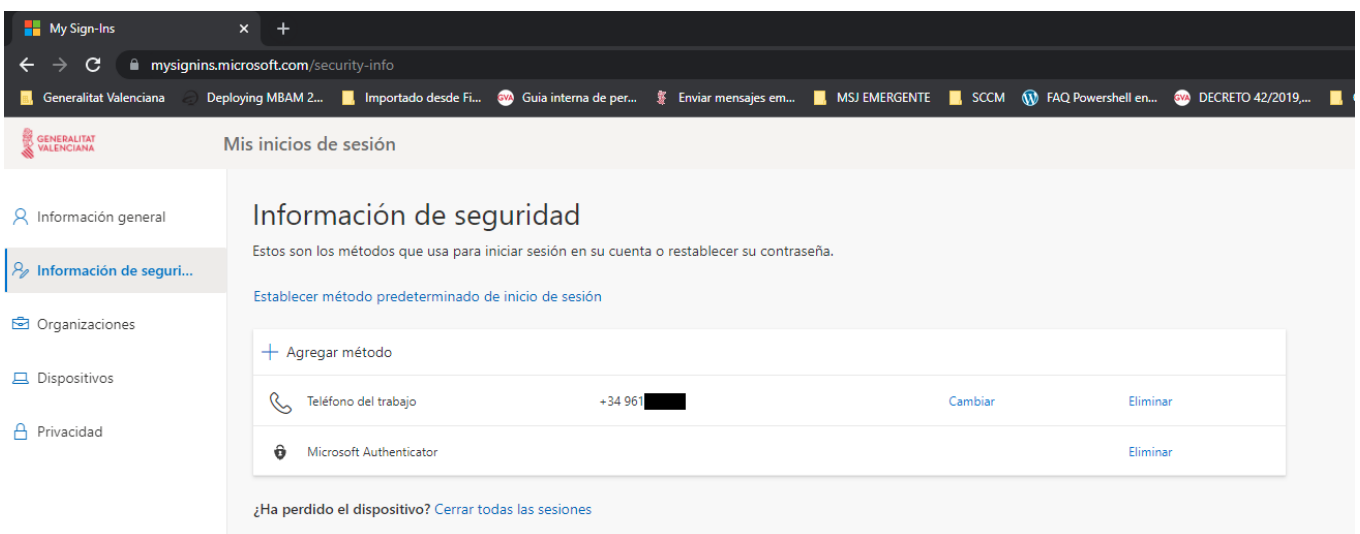 My Sign-Ins
mysignins.microsoft.com/security-info
Generalitat Valenciana Deploying MBAM 2... Importado desde Fi... GVA Guia interna de per... Enviar mensajes em... MSJ EMERGENTE SCCM FAQ Powershell en... GVA DECRETO 42/2019,...
GENERALITAT
VALENCIANA
Mis inicios de sesión
Información general
Información de seguri...
Organizaciones
Dispositivos
Privacidad
Información de seguridad
Estos son los métodos que usa para iniciar sesión en su cuenta o restablecer su contraseña.
Establecer método predeterminado de inicio de sesión
Agregar método
Teléfono del trabajo +34 961 Cambiar Eliminar
Microsoft Authenticator Eliminar
¿Ha perdido el dispositivo? Cerrar todas las sesiones